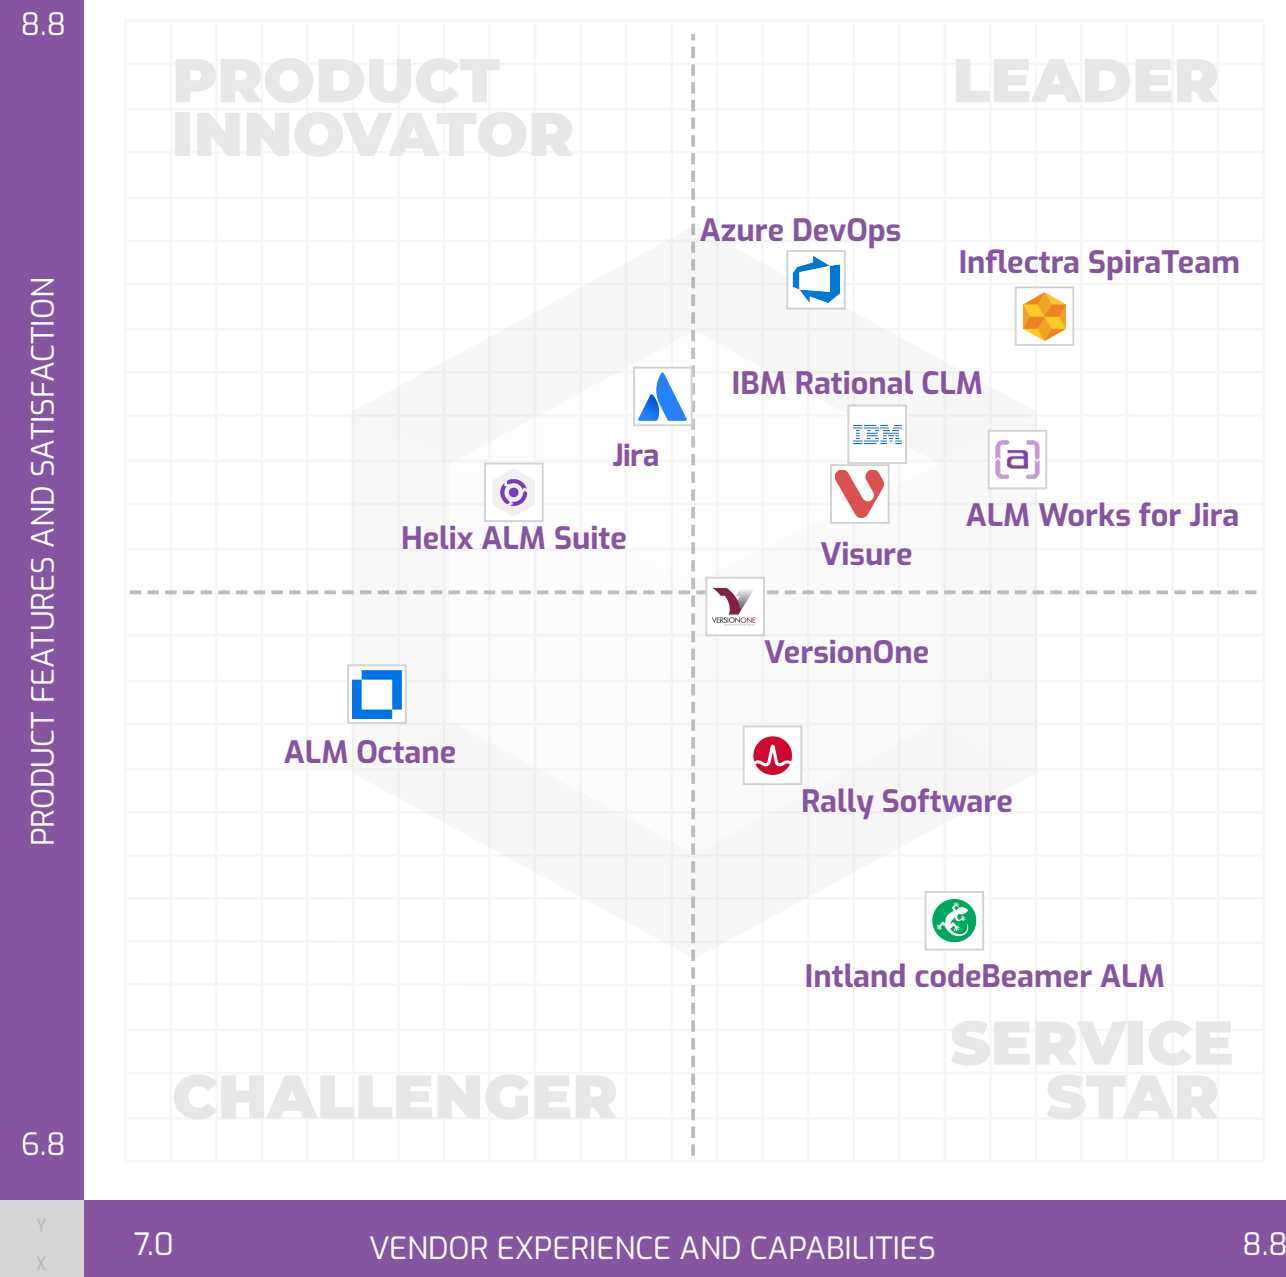 8.8
PRODUCT
INNOVATOR
LEADER
Azure DevOps
Inflectra SpiraTeam
IBM Rational CLM
IBM
Jira
a
Helix ALM Suite
ALM Works for Jira
Visure
VERSIONONE
VersionOne
ALM Octane
Rally Software
Intland codeBeamer ALM
SERVICE
STAR
CHALLENGER
PRODUCT FEATURES AND SATISFACTION
6.8
Y
X
7.0
VENDOR EXPERIENCE AND CAPABILITIES
8.8